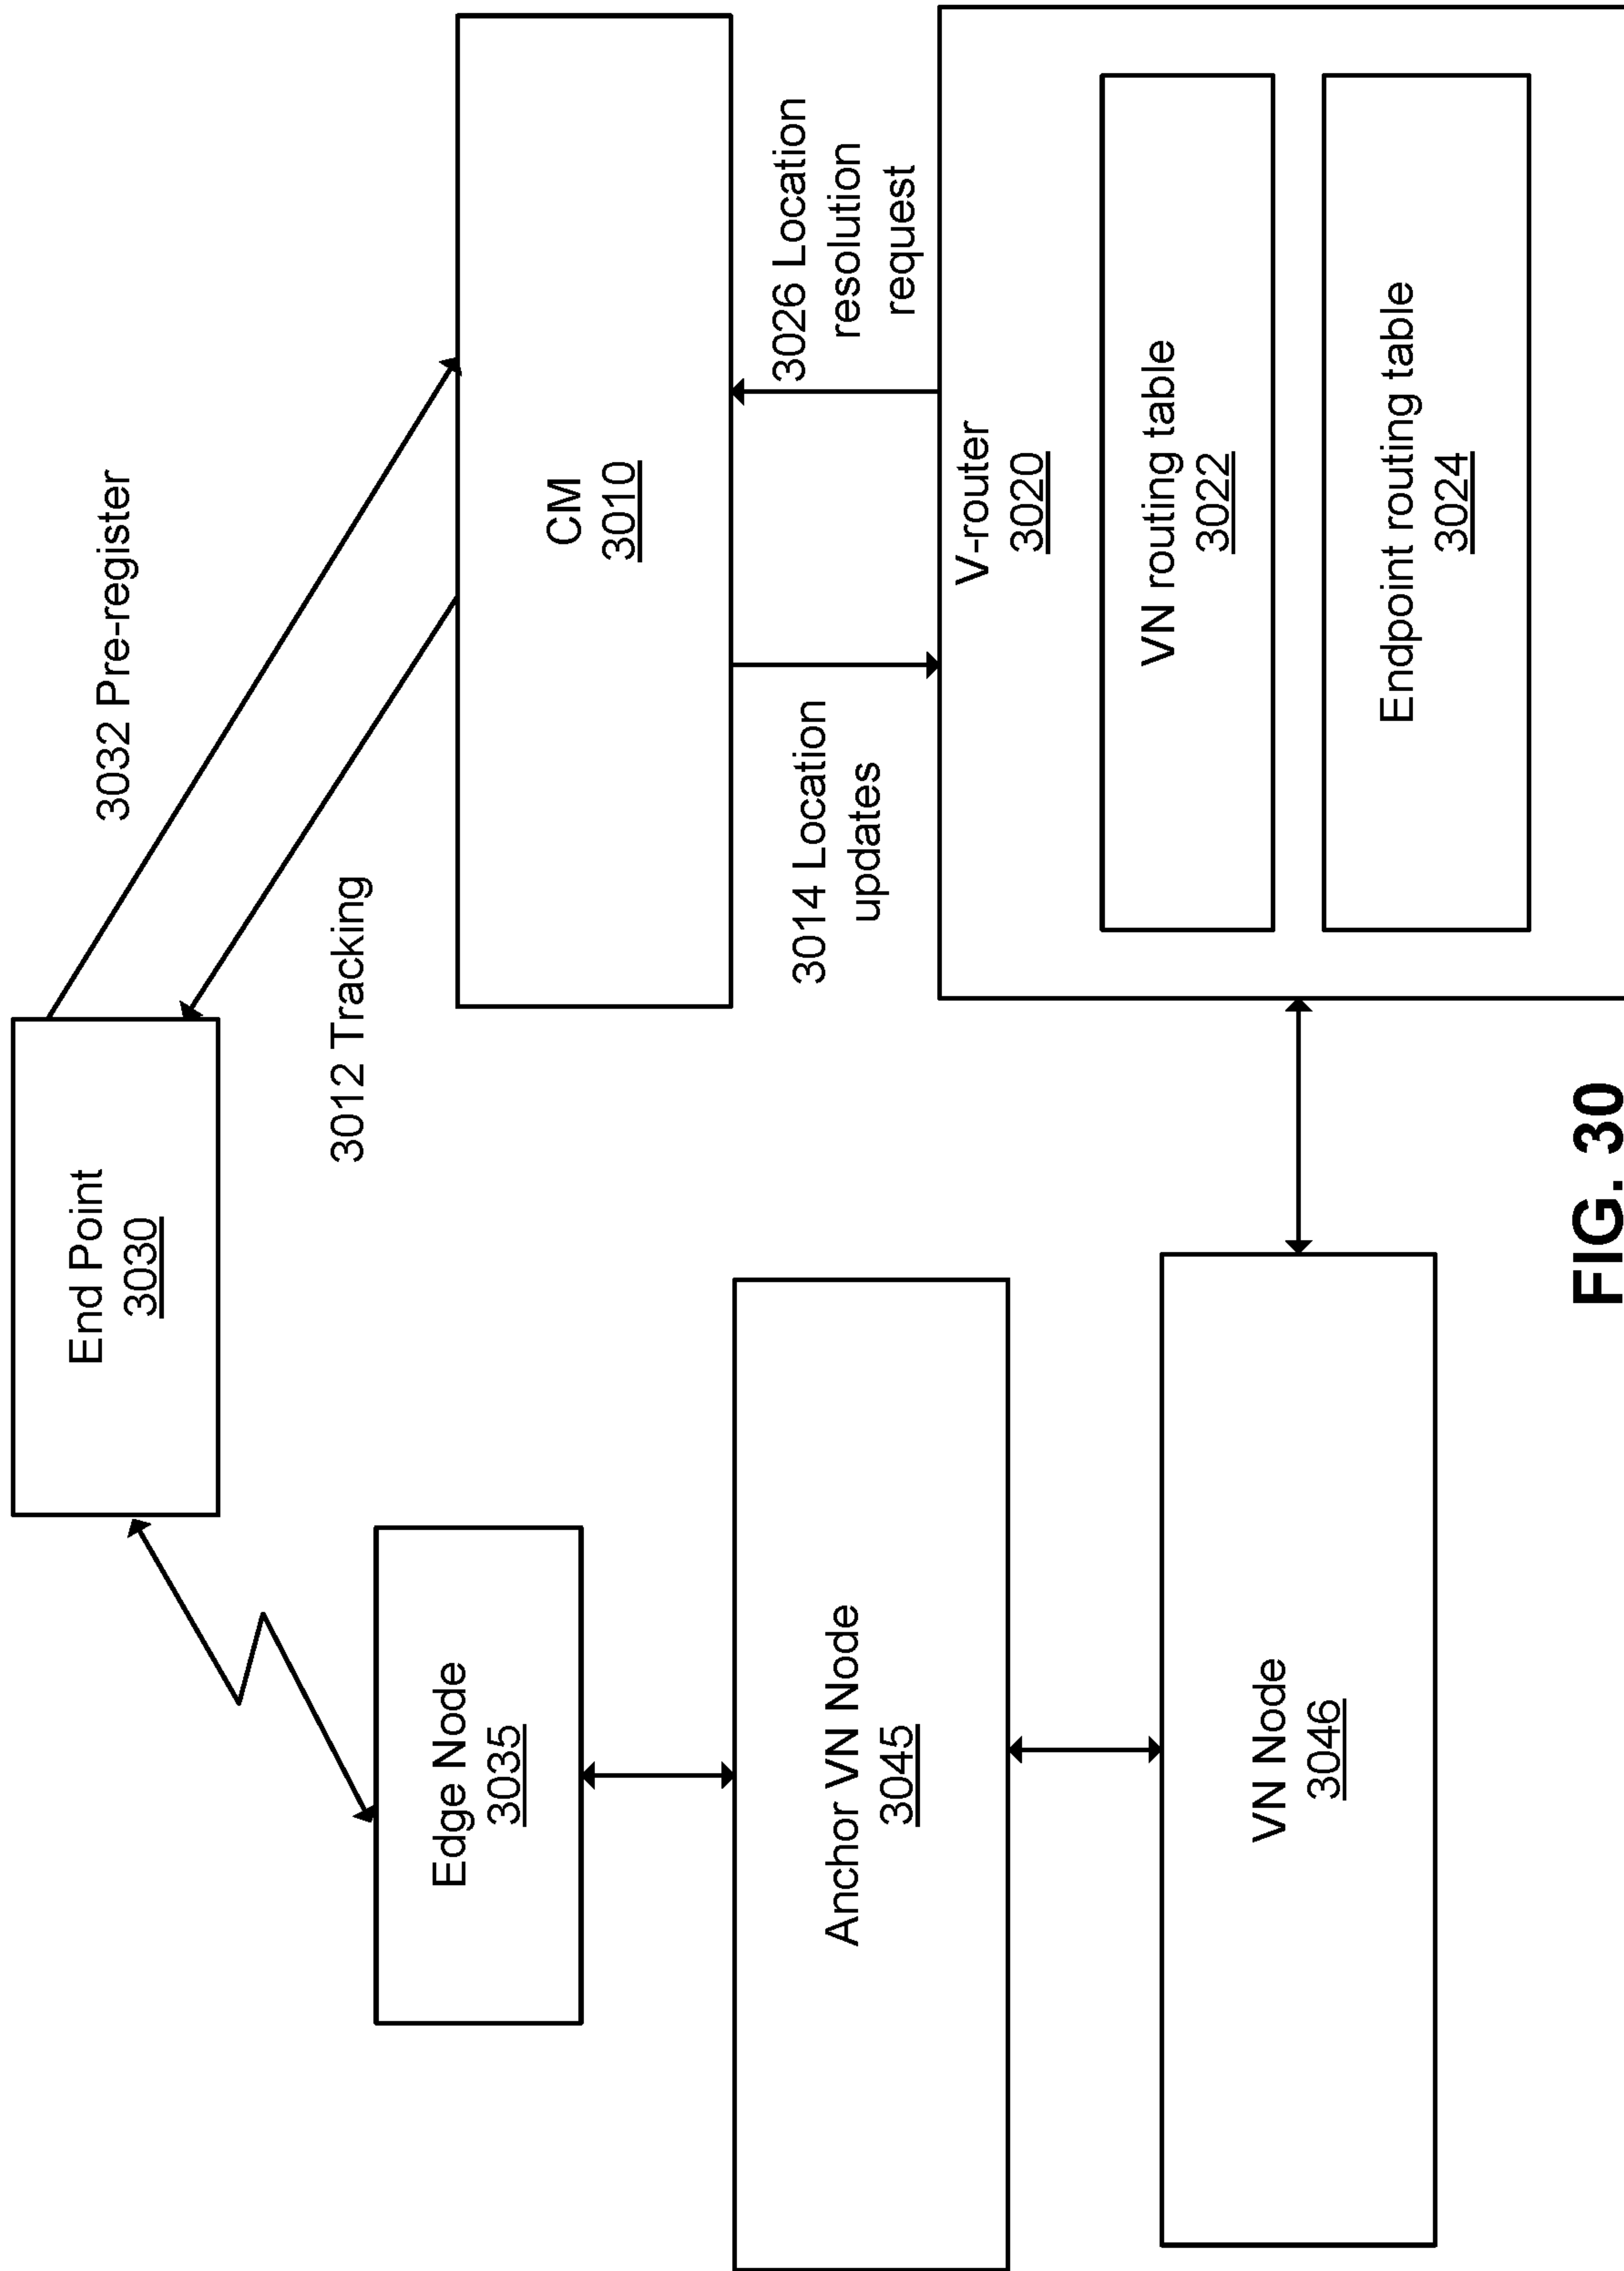 End Point
3030
3032 Pre-register
3012 Tracking
Edge Node
3035
CM
3010
Anchor VN Node
3045
3014 Location
updates
3026 Location
resolution
request
V-router
3020
VN Node
3046
VN routing table
3022
Endpoint routing table
3024
FIG. 30